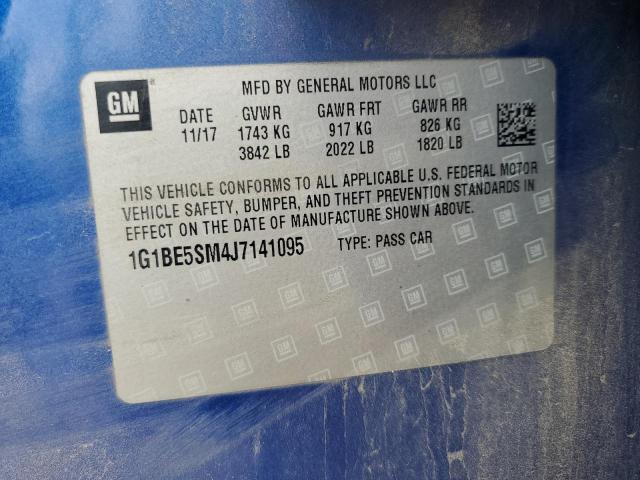 GM
MFD BY GENERAL MOTORS LLC
DATE GVWR GAWR FRT GAWR RR
11/17 1743 KG 917 KG 826 KG
3842 LB 2022 LB 1820 LB
THIS VEHICLE CONFORMS TO ALL APPLICABLE U.S. FEDERAL MOTOR
VEHICLE SAFETY, BUMPER, AND THEFT PREVENTION STANDARDS IN
EFFECT ON THE DATE OF MANUFACTURE SHOWN ABOVE.
1G1BE5SM4J7141095 TYPE: PASS CAR